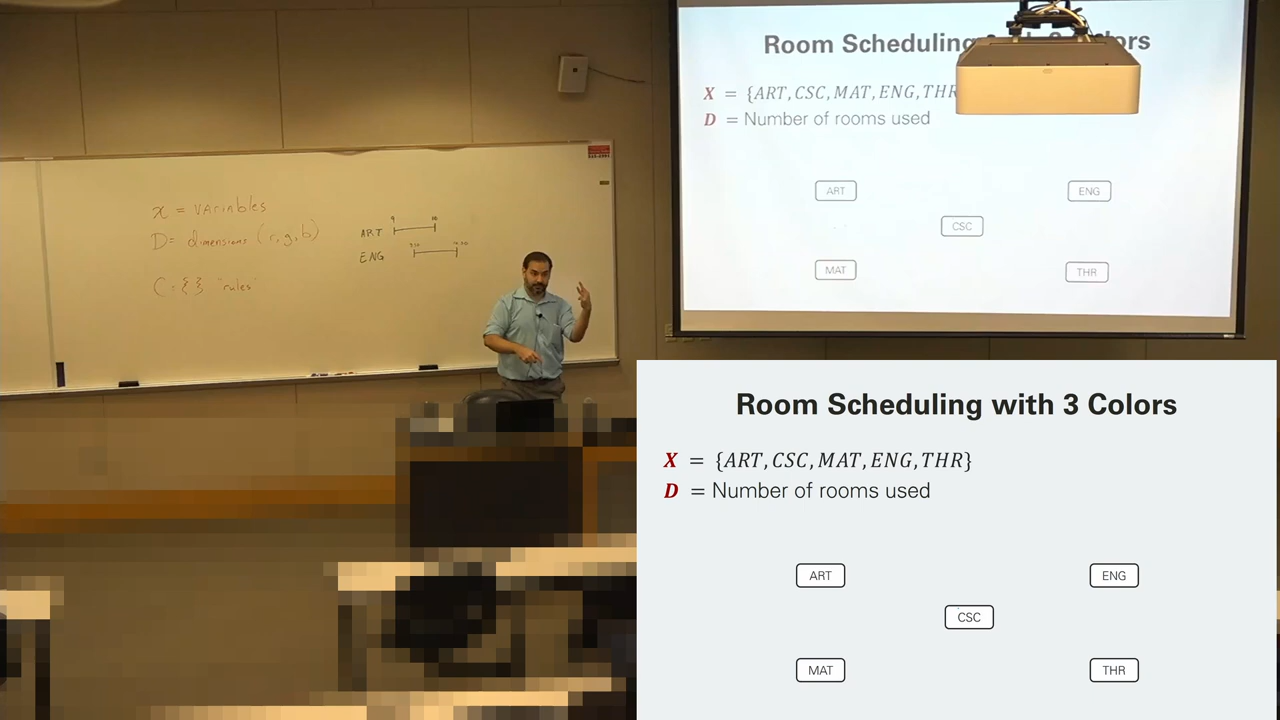 x = variables
D = dimensions (r, g, b)
C = { } "rules"
9 10
ART
ENG
Room Scheduling
X = {ART, CSC, MAT, ENG, THR
D = Number of rooms used
ART
ENG
CSC
MAT
THR
Room Scheduling with 3 Colors
X = {ART, CSC, MAT, ENG, THR}
D = Number of rooms used
ART
ENG
CSC
MAT
THR